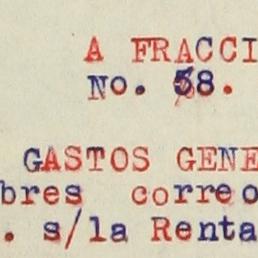 A FRACCI
No. 58.
GASTOS GENE
bres correo
. s/la Renta